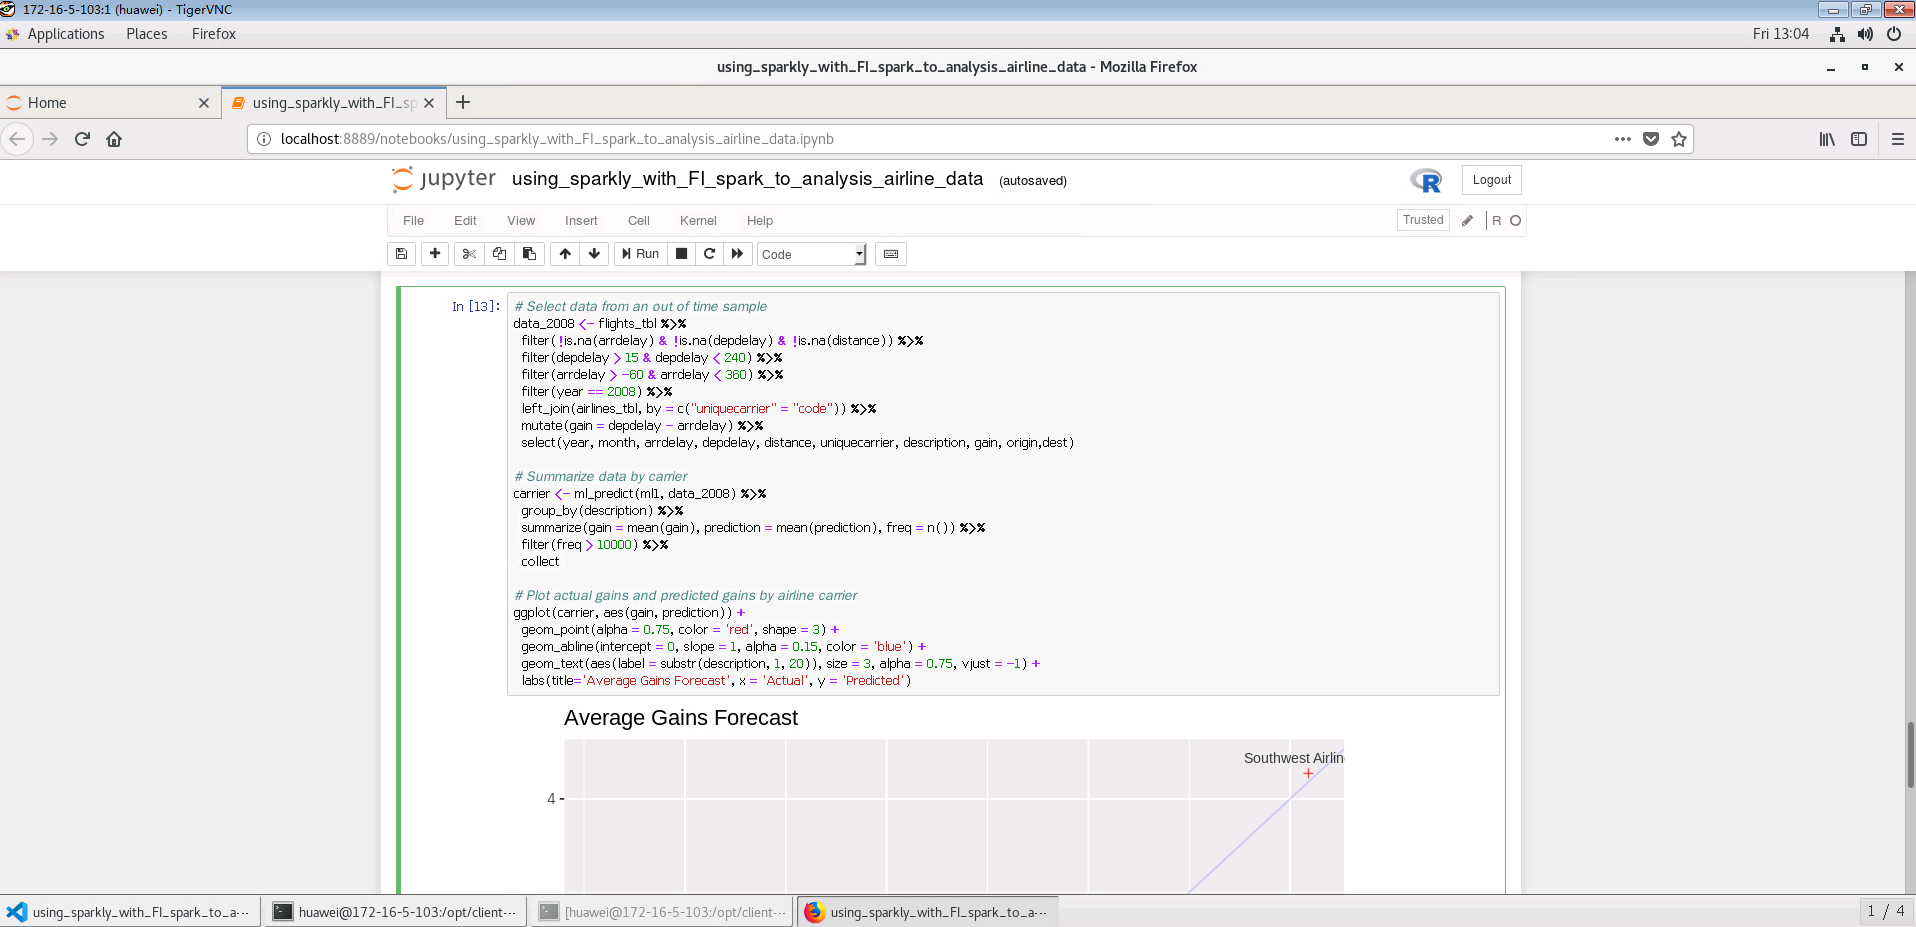 172-16-5-103:1 (huawei) - TigerVNC
Applications Places Firefox Fri 13:04
using_sparkly_with_FI_spark_to_analysis_airline_data - Mozilla Firefox
Home using_sparkly_with_FI_sp
localhost:8889/notebooks/using_sparkly_with_FI_spark_to_analysis_airline_data.ipynb
jupyter using_sparkly_with_FI_spark_to_analysis_airline_data (autosaved) R Logout
File Edit View Insert Cell Kernel Help Trusted R
Run Code
In [13]: # Select data from an out of time sample
data_2008 <- flights_tbl %>%
filter(!is.na(arrdelay) & !is.na(depdelay) & !is.na(distance)) %>%
filter(depdelay > 15 & depdelay < 240) %>%
filter(arrdelay > -60 & arrdelay < 360) %>%
filter(year == 2008) %>%
left_join(airlines_tbl, by = c("uniquecarrier" = "code")) %>%
mutate(gain = depdelay - arrdelay) %>%
select(year, month, arrdelay, depdelay, distance, uniquecarrier, description, gain, origin,dest)
# Summarize data by carrier
carrier <- ml_predict(ml1, data_2008) %>%
group_by(description) %>%
summarize(gain = mean(gain), prediction = mean(prediction), freq = n()) %>%
filter(freq > 10000) %>%
collect
# Plot actual gains and predicted gains by airline carrier
ggplot(carrier, aes(gain, prediction)) +
geom_point(alpha = 0.75, color = 'red', shape = 3) +
geom_abline(intercept = 0, slope = 1, alpha = 0.15, color = 'blue') +
geom_text(aes(label = substr(description, 1, 20)), size = 3, alpha = 0.75, vjust = -1) +
labs(title='Average Gains Forecast', x = 'Actual', y = 'Predicted')
Average Gains Forecast
Southwest Airlin
4
using_sparkly_with_FI_spark_to_a··· huawei@172-16-5-103:/opt/client··· [huawei@172-16-5-103:/opt/client··· using_sparkly_with_FI_spark_to_a··· 1 / 4